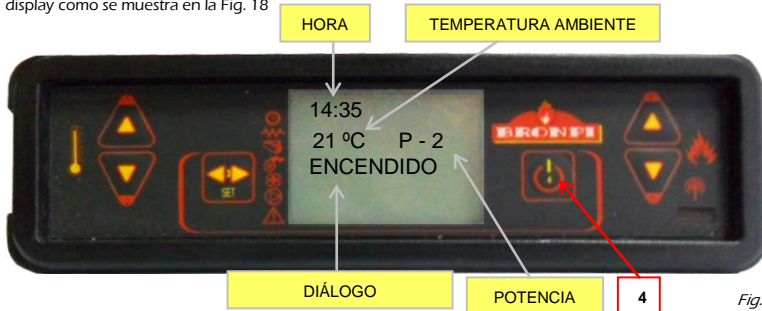 display como se muestra en la Fig. 18
HORA
TEMPERATURA AMBIENTE
14:35
21 ºC P - 2
ENCENDIDO
BRONPI
SET
4
DIÁLOGO
POTENCIA
4
Fig.